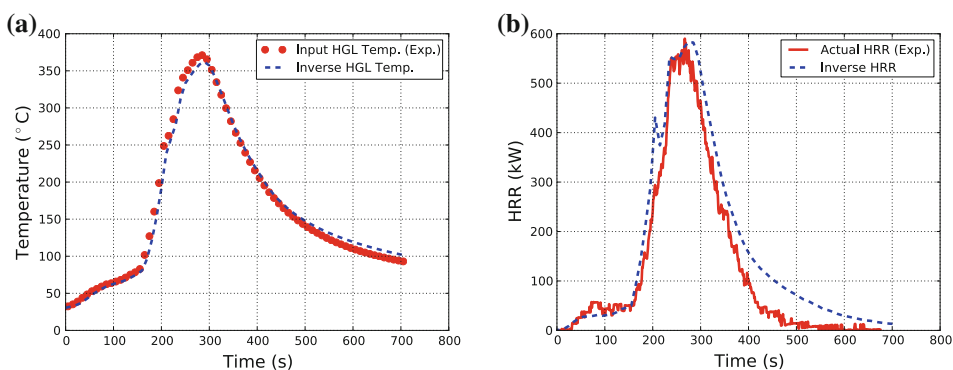 (a)
400
350
300
250
200
150
100
50
0
Temperature (°C)
0 100 200 300 400 500 600 700 800
Time (s)
Input HGL Temp. (Exp.)
Inverse HGL Temp.
(b)
600
500
400
300
200
100
0
HRR (kW)
0 100 200 300 400 500 600 700 800
Time (s)
Actual HRR (Exp.)
Inverse HRR